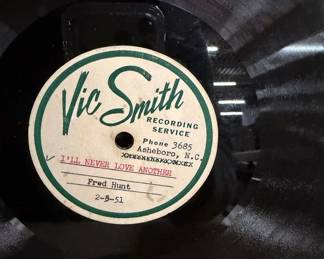 Vic Smith
RECORDING
SERVICE
Phone 3685
Asheboro, N.C.
I'LL NEVER LOVE ANOTHER
Fred Hunt
2-8-51